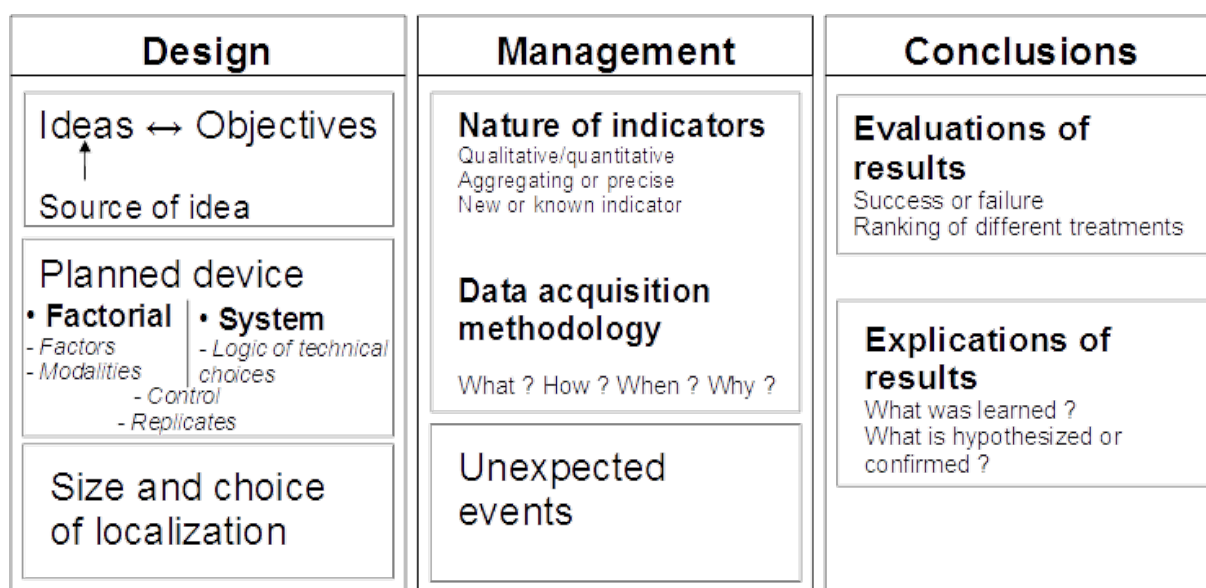 Design
Ideas ↔ Objectives
Source of idea
Planned device
• Factorial
- Factors
- Modalities
• System
- Logic of technical
choices
- Control
- Replicates
Size and choice
of localization
Management
Nature of indicators
Qualitative/quantitative
Aggregating or precise
New or known indicator
Data acquisition
methodology
What ? How ? When ? Why ?
Unexpected
events
Conclusions
Evaluations of
results
Success or failure
Ranking of different treatments
Explications of
results
What was learned ?
What is hypothesized or
confirmed ?